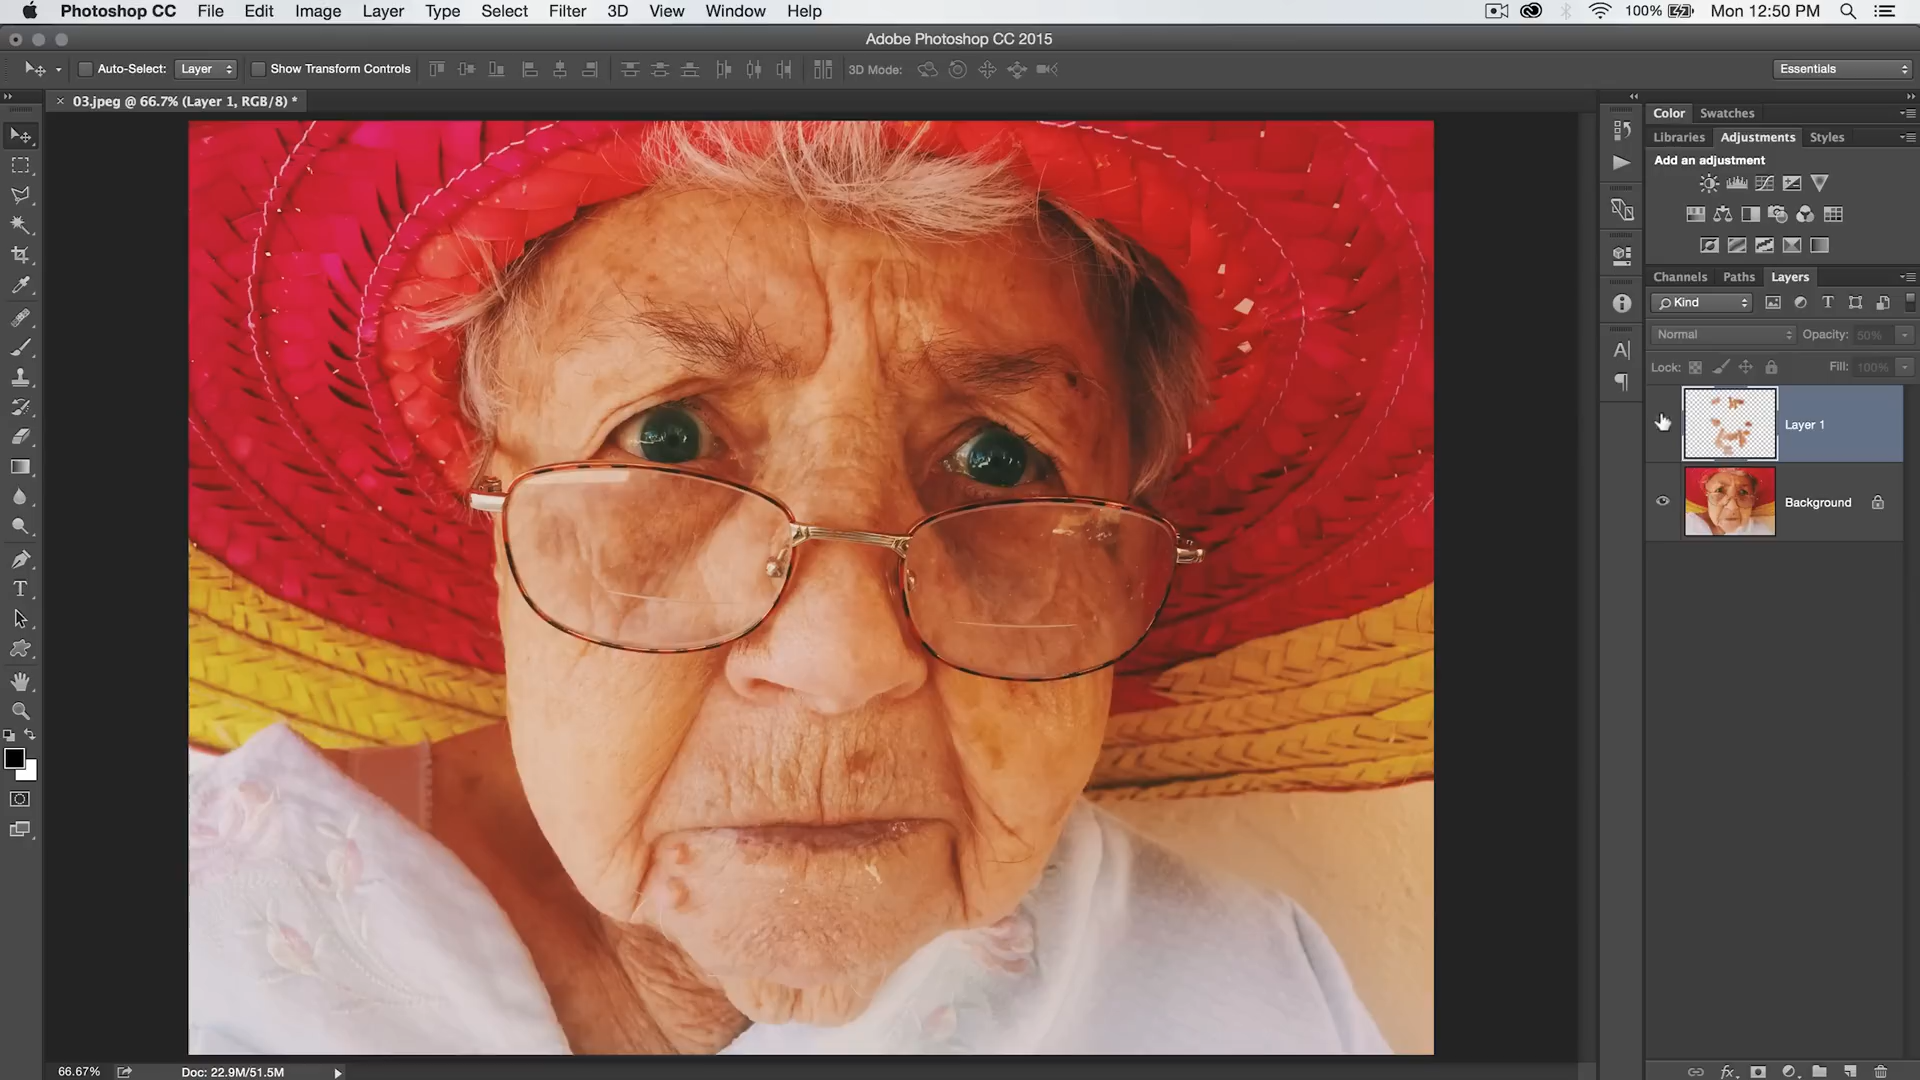 Photoshop CC File Edit Image Layer Type Select Filter 3D View Window Help 100% Mon 12:50 PM
Adobe Photoshop CC 2015
Auto-Select: Layer Show Transform Controls 3D Mode: Essentials
× 03.jpeg @ 66.7% (Layer 1, RGB/8) *
Color Swatches
Libraries Adjustments Styles
Add an adjustment
Channels Paths Layers
Kind
Normal Opacity: 50%
Lock: Fill: 100%
Layer 1
Background
66.67% Doc: 22.9M/51.5M